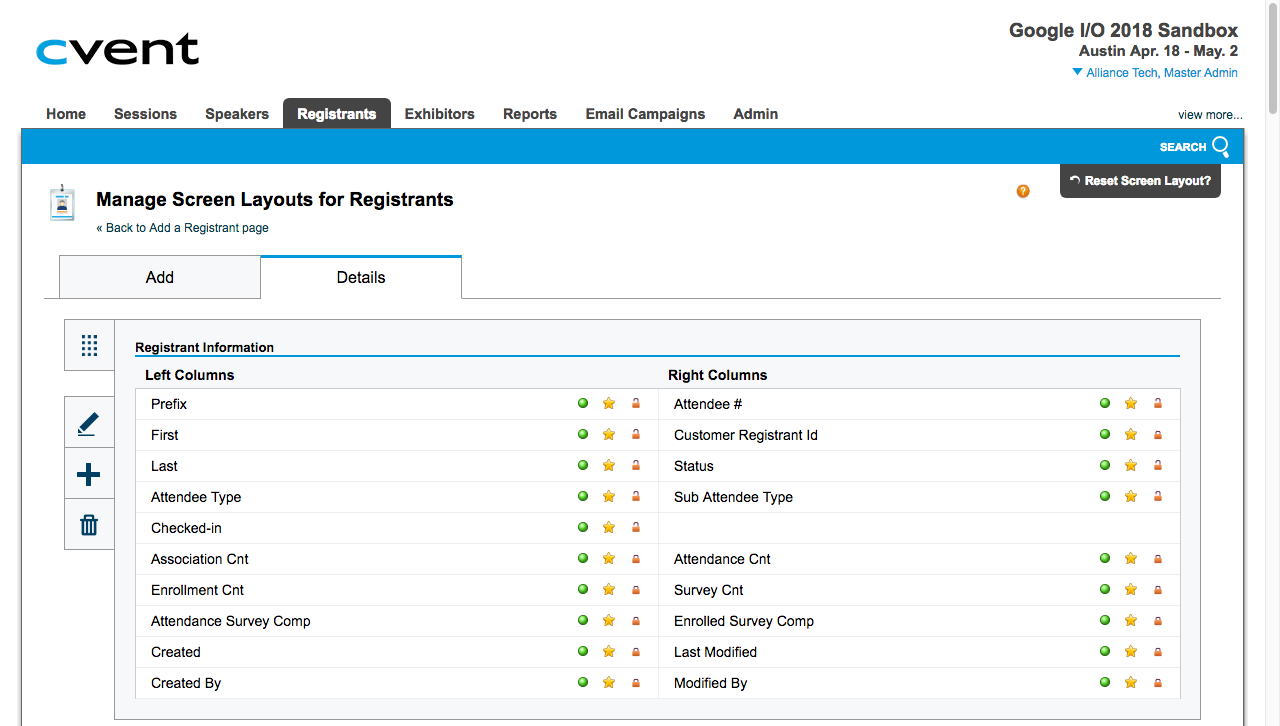 cvent
Google I/O 2018 Sandbox
Austin Apr. 18 - May. 2
Alliance Tech, Master Admin
Home Sessions Speakers Registrants Exhibitors Reports Email Campaigns Admin view more...
SEARCH
Reset Screen Layout?
Manage Screen Layouts for Registrants
?
« Back to Add a Registrant page
Add Details
Registrant Information
Left Columns Right Columns
Prefix Attendee #
First Customer Registrant Id
Last Status
Attendee Type Sub Attendee Type
Checked-in
Association Cnt Attendance Cnt
Enrollment Cnt Survey Cnt
Attendance Survey Comp Enrolled Survey Comp
Created Last Modified
Created By Modified By